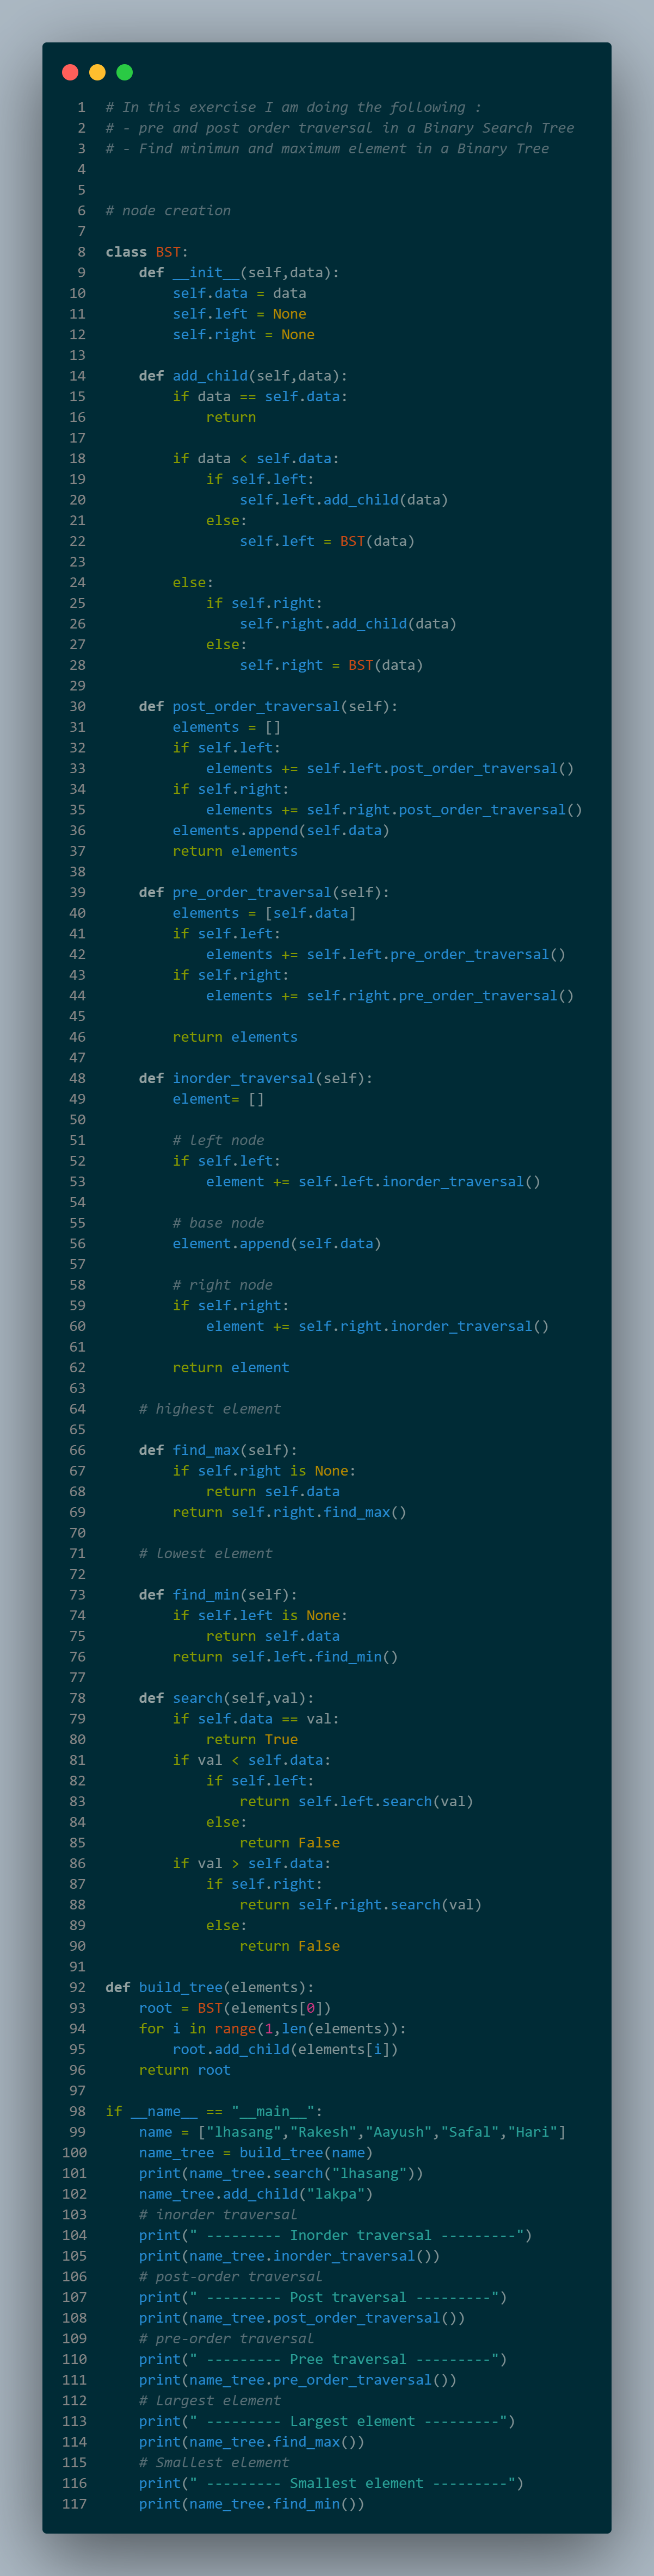 1 # In this exercise I am doing the following :
2 # - pre and post order traversal in a Binary Search Tree
3 # - Find minimun and maximum element in a Binary Tree
4
5
6 # node creation
7
8 class BST:
9     def __init__(self,data):
10         self.data = data
11         self.left = None
12         self.right = None
13
14     def add_child(self,data):
15         if data == self.data:
16             return
17
18         if data < self.data:
19             if self.left:
20                 self.left.add_child(data)
21             else:
22                 self.left = BST(data)
23
24         else:
25             if self.right:
26                 self.right.add_child(data)
27             else:
28                 self.right = BST(data)
29
30     def post_order_traversal(self):
31         elements = []
32         if self.left:
33             elements += self.left.post_order_traversal()
34         if self.right:
35             elements += self.right.post_order_traversal()
36         elements.append(self.data)
37         return elements
38
39     def pre_order_traversal(self):
40         elements = [self.data]
41         if self.left:
42             elements += self.left.pre_order_traversal()
43         if self.right:
44             elements += self.right.pre_order_traversal()
45
46         return elements
47
48     def inorder_traversal(self):
49         element= []
50
51         # left node
52         if self.left:
53             element += self.left.inorder_traversal()
54
55         # base node
56         element.append(self.data)
57
58         # right node
59         if self.right:
60             element += self.right.inorder_traversal()
61
62         return element
63
64     # highest element
65
66     def find_max(self):
67         if self.right is None:
68             return self.data
69         return self.right.find_max()
70
71     # lowest element
72
73     def find_min(self):
74         if self.left is None:
75             return self.data
76         return self.left.find_min()
77
78     def search(self,val):
79         if self.data == val:
80             return True
81         if val < self.data:
82             if self.left:
83                 return self.left.search(val)
84             else:
85                 return False
86         if val > self.data:
87             if self.right:
88                 return self.right.search(val)
89             else:
90                 return False
91
92 def build_tree(elements):
93     root = BST(elements[0])
94     for i in range(1,len(elements)):
95         root.add_child(elements[i])
96     return root
97
98 if __name__ == "__main__":
99     name = ["lhasang","Rakesh","Aayush","Safal","Hari"]
100     name_tree = build_tree(name)
101     print(name_tree.search("lhasang"))
102     name_tree.add_child("lakpa")
103     # inorder traversal
104     print(" --------- Inorder traversal ---------")
105     print(name_tree.inorder_traversal())
106     # post-order traversal
107     print(" --------- Post traversal ---------")
108     print(name_tree.post_order_traversal())
109     # pre-order traversal
110     print(" --------- Pree traversal ---------")
111     print(name_tree.pre_order_traversal())
112     # Largest element
113     print(" --------- Largest element ---------")
114     print(name_tree.find_max())
115     # Smallest element
116     print(" --------- Smallest element ---------")
117     print(name_tree.find_min())